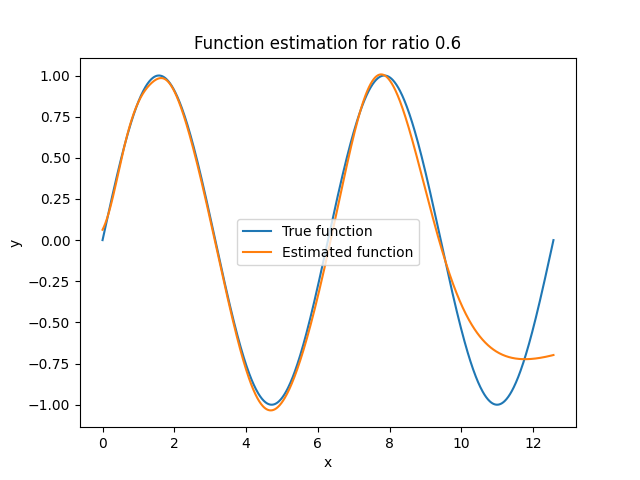 Function estimation for ratio 0.6
1.00
0.75
0.50
0.25
0.00
−0.25
−0.50
−0.75
−1.00
y
True function
Estimated function
0 2 4 6 8 10 12
x